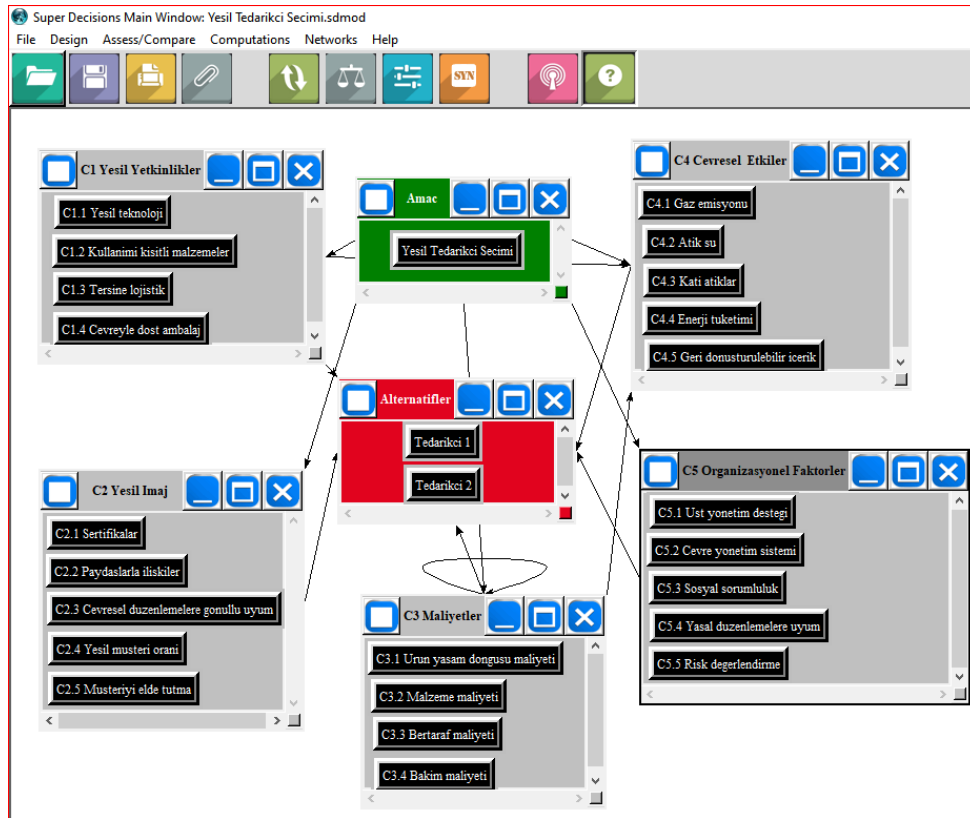 Super Decisions Main Window: Yesil Tedarikci Secimi.sdmod
File Design Assess/Compare Computations Networks Help
SYN
?
C1 Yesil Yetkinlikler
C1.1 Yesil teknoloji
C1.2 Kullanimi kisitli malzemeler
C1.3 Tersine lojistik
C1.4 Cevreyle dost ambalaj
Amac
Yesil Tedarikci Secimi
C4 Cevresel Etkiler
C4.1 Gaz emisyonu
C4.2 Atik su
C4.3 Kati atiklar
C4.4 Enerji tuketimi
C4.5 Geri donusturulebilir icerik
Alternatifler
Tedarikci 1
Tedarikci 2
C2 Yesil Imaj
C2.1 Sertifikalar
C2.2 Paydaslarla iliskiler
C2.3 Cevresel duzenlemelere gonullu uyum
C2.4 Yesil musteri orani
C2.5 Musteriyi elde tutma
C3 Maliyetler
C3.1 Urun yasam dongusu maliyeti
C3.2 Malzeme maliyeti
C3.3 Bertaraf maliyeti
C3.4 Bakim maliyeti
C5 Organizasyonel Faktorler
C5.1 Ust yonetim destegi
C5.2 Cevre yonetim sistemi
C5.3 Sosyal sorumluluk
C5.4 Yasal duzenlemelere uyum
C5.5 Risk degerlendirme